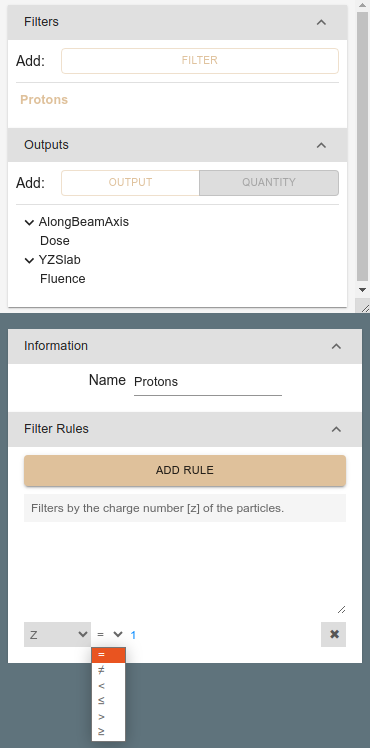 Filters
Add: FILTER
Protons
Outputs
Add: OUTPUT QUANTITY
AlongBeamAxis
Dose
YZSlab
Fluence
Information
Name Protons
Filter Rules
ADD RULE
Filters by the charge number [z] of the particles.
Z = 1 ✖
=
≠
<
≤
>
≥